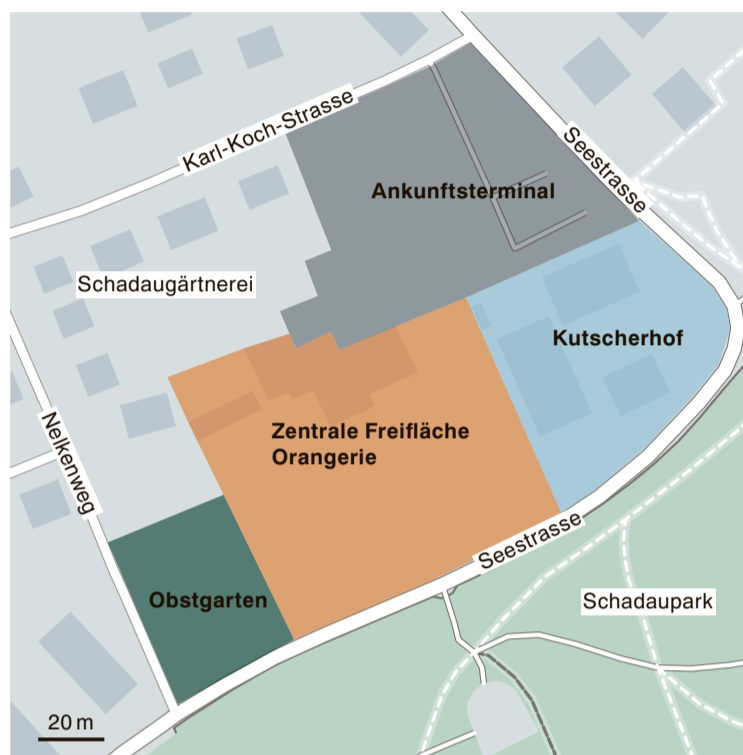 Karl-Koch-Strasse
Seestrasse
Ankunftsterminal
Schadaugärtnerei
Kutscherhof
Zentrale Freifläche
Orangerie
Nelkenweg
Seestrasse
Obstgarten
Schadaupark
20 m